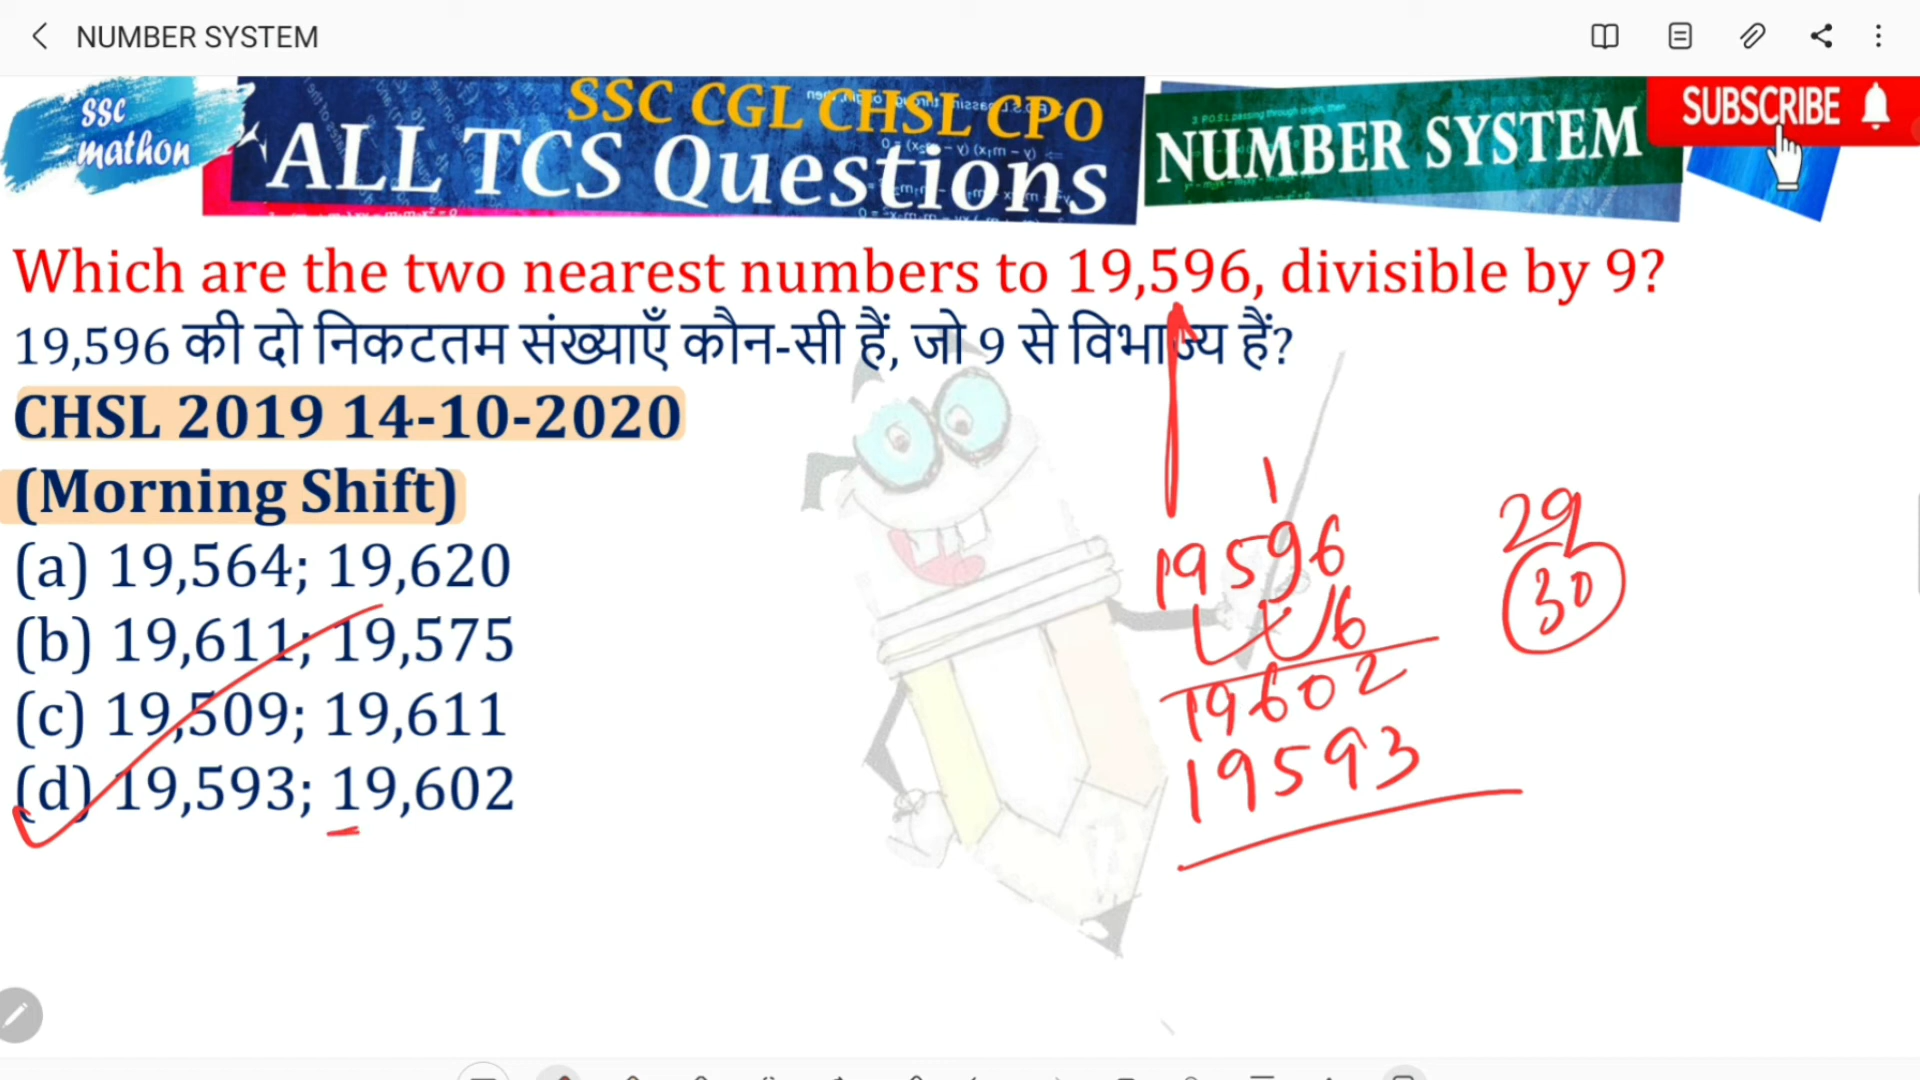 NUMBER SYSTEM
ssc
mathon
SSC CGL CHSL CPO
ALL TCS Questions
NUMBER SYSTEM
SUBSCRIBE
Which are the two nearest numbers to 19,596, divisible by 9?
19,596 की दो निकटतम संख्याएँ कौन-सी हैं, जो 9 से विभाज्य हैं?
CHSL 2019 14-10-2020
(Morning Shift)
(a) 19,564; 19,620
(b) 19,611; 19,575
(c) 19,509; 19,611
(d) 19,593; 19,602
1
19596
6
19602
19593
29
30